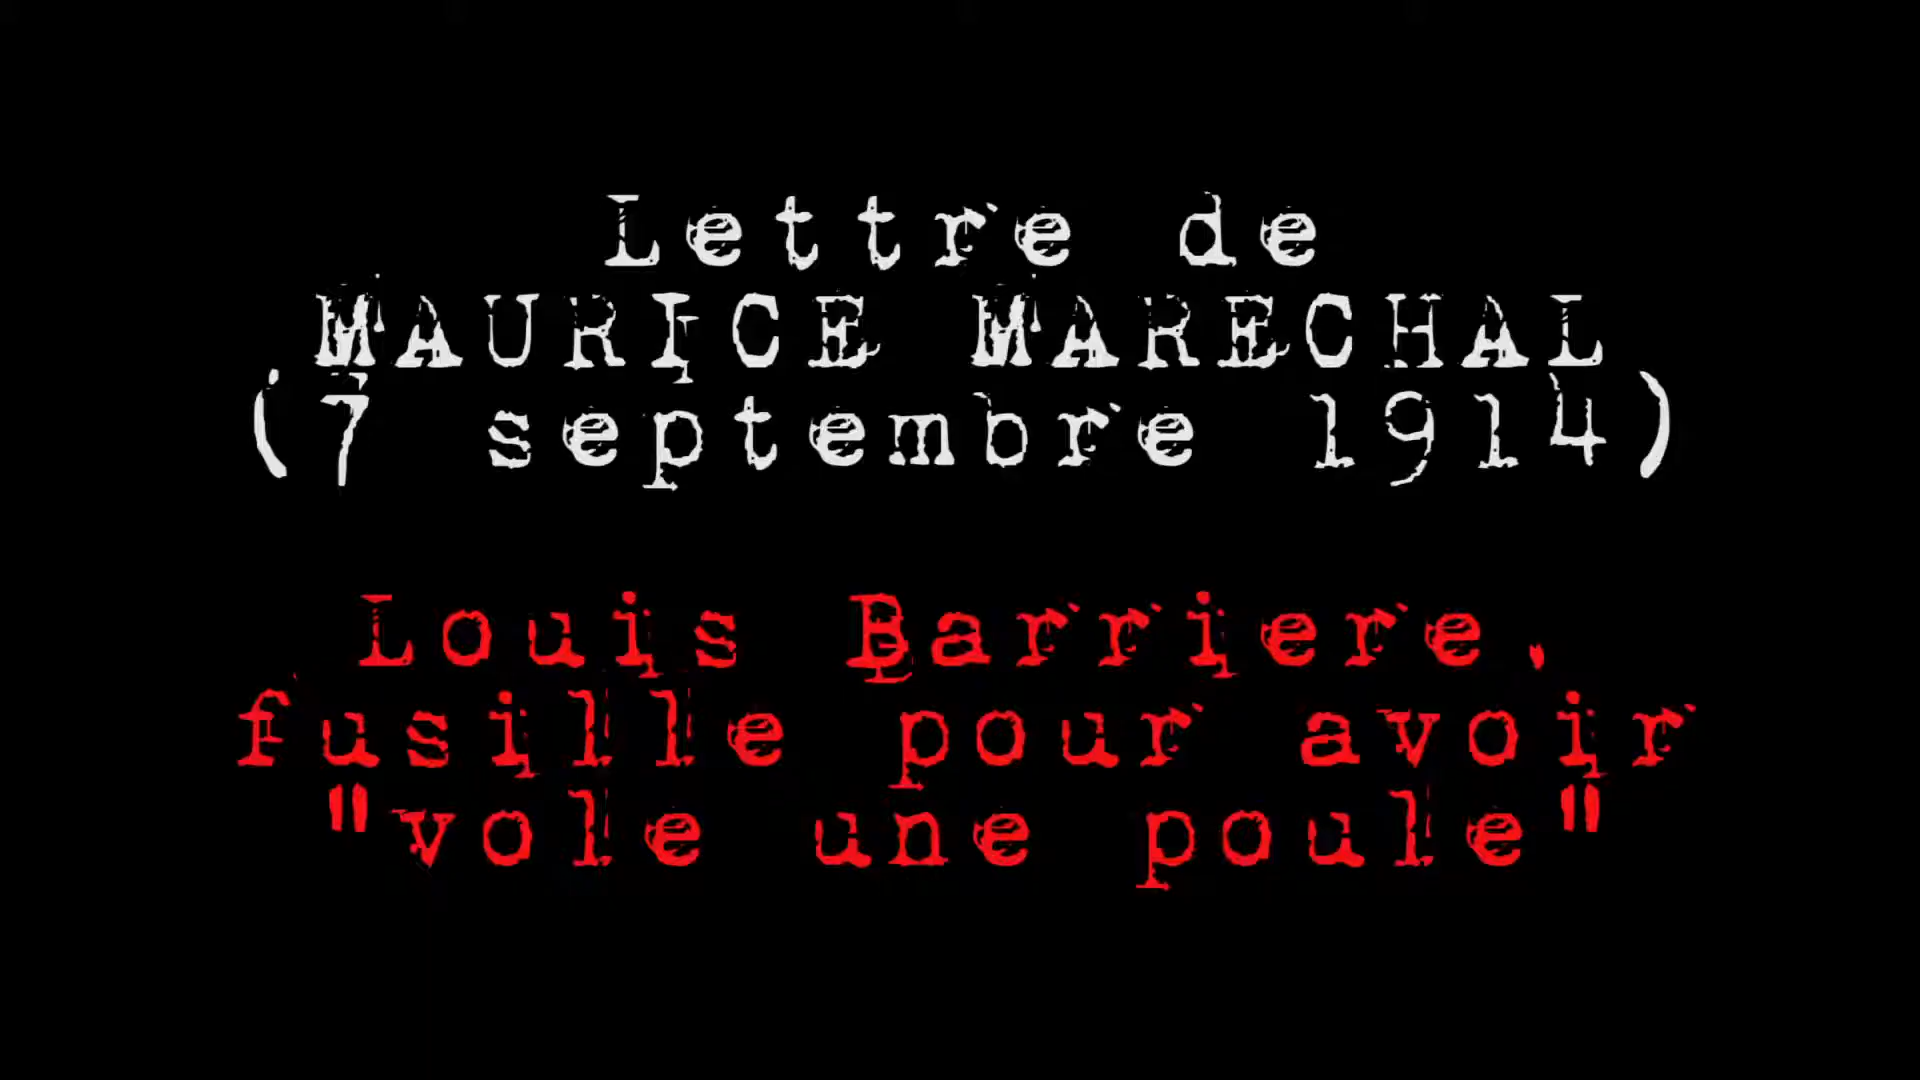 Lettre de
MAURICE MARECHAL
(7 septembre 1914)
Louis Barriere,
fusille pour avoir
"vole une poule"